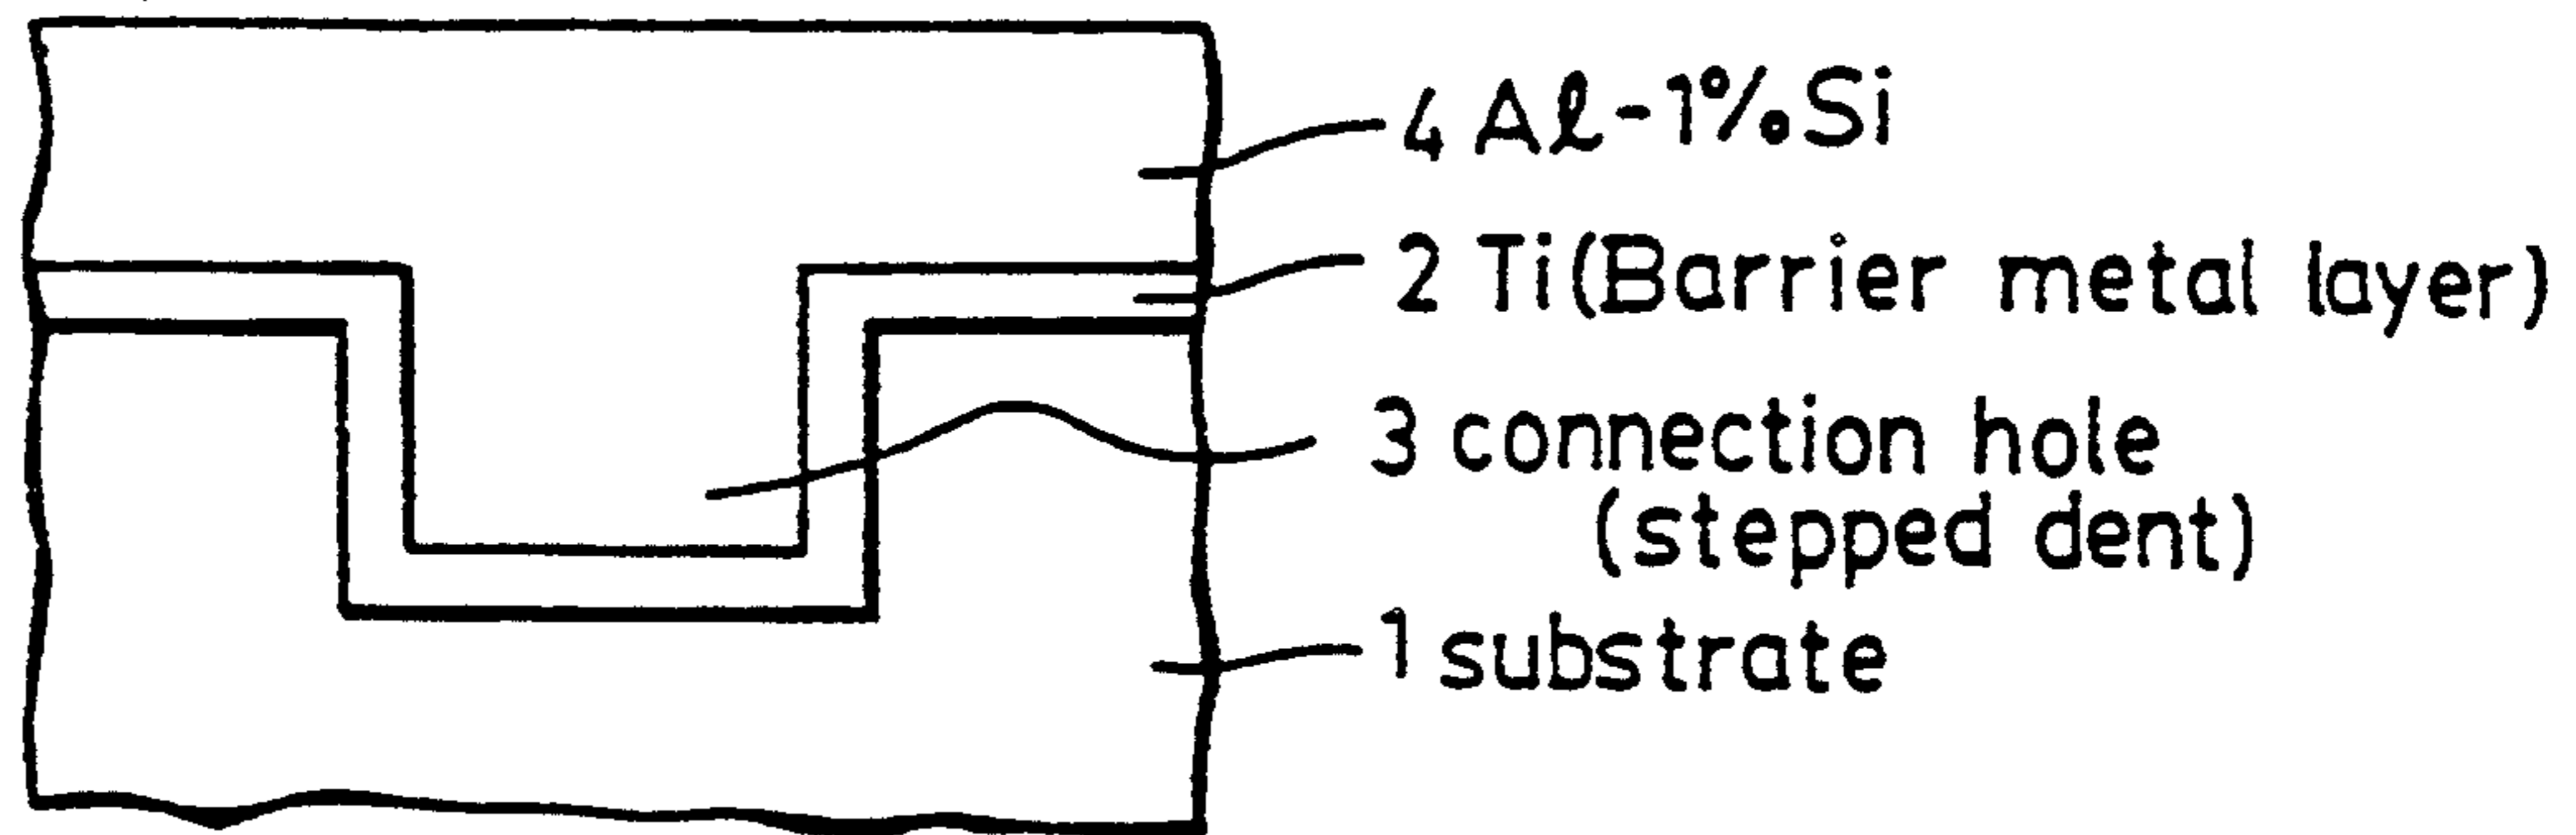 4 Aℓ-1%Si
2 Ti(Barrier metal layer)
3 connection hole
(stepped dent)
1 substrate